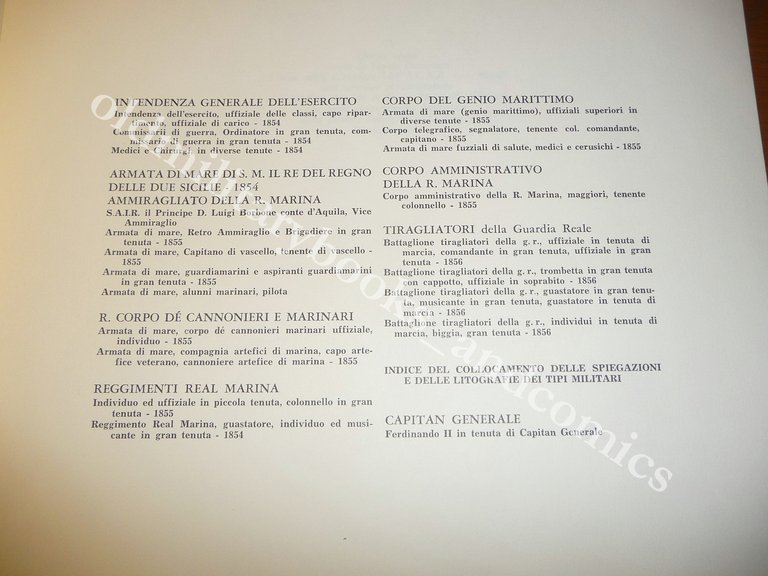 INTENDENZA GENERALE DELL'ESERCITO
Intendenza dell'esercito, uffiziale delle classi, capo ripar-
timento, uffiziale di carico - 1854
Commissarii di guerra, Ordinatore in gran tenuta, com-
missario di guerra in gran tenuta - 1854
Medici e Chirurgi, in diverse tenute - 1854
ARMATA DI MARE DI S. M. IL RE DEL REGNO
DELLE DUE SICILIE - 1854
AMMIRAGLIATO DELLA R. MARINA
S.A.I.R. il Principe D. Luigi Borbone conte d'Aquila, Vice
Ammiraglio
Armata di mare, Retro Ammiraglio e Brigadiere in gran
tenuta - 1855
Armata di mare, Capitano di vascello, tenente di vascello -
1855
Armata di mare, guardiamarini e aspiranti guardiamarini
in gran tenuta - 1855
Armata di mare, alunni marinari, pilota
R. CORPO DÉ CANNONIERI E MARINARI
Armata di mare, corpo dé cannonieri marinari uffiziale,
individuo - 1855
Armata di mare, compagnia artefici di marina, capo arte-
fice veterano, cannoniere artefice di marina - 1855
REGGIMENTI REAL MARINA
Individuo ed uffiziale in piccola tenuta, colonnello in gran
tenuta - 1855
Reggimento Real Marina, guastatore, individuo ed musi-
cante in gran tenuta - 1854
CORPO DEL GENIO MARITTIMO
Armata di mare (genio marittimo), uffiziali superiori in
diverse tenute - 1855
Corpo telegrafico, segnalatore, tenente col. comandante,
capitano - 1855
Armata di mare fuzziali di salute, medici e cerusichi - 1855
CORPO AMMINISTRATIVO
DELLA R. MARINA
Corpo amministrativo della R. Marina, maggiori, tenente
colonnello - 1855
TIRAGLIATORI della Guardia Reale
Battaglione tiragliatori della g. r., uffiziale in tenuta di
marcia, comandante in gran tenuta, uffiziale in gran
tenuta - 1856
Battaglione tiragliatori della g. r., trombetta in gran tenuta
con cappotto, uffiziale in soprabito - 1856
Battaglione tiragliatori della g. r., guastatore in gran tenu-
ta, musicante in gran tenuta, guastatore in tenuta di
marcia - 1856
Battaglione tiragliatori della g. r., individui in tenuta di
marcia, biggia, gran tenuta - 1856
INDICE DEL COLLOCAMENTO DELLE SPIEGAZIONI
E DELLE LITOGRAFIE DEI TIPI MILITARI
CAPITAN GENERALE
Ferdinando II in tenuta di Capitan Generale